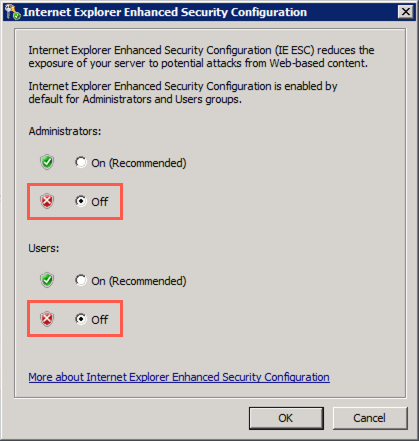 Internet Explorer Enhanced Security Configuration
Internet Explorer Enhanced Security Configuration (IE ESC) reduces the
exposure of your server to potential attacks from Web-based content.
Internet Explorer Enhanced Security Configuration is enabled by
default for Administrators and Users groups.
Administrators:
On (Recommended)
Off
Users:
On (Recommended)
Off
More about Internet Explorer Enhanced Security Configuration
OK Cancel